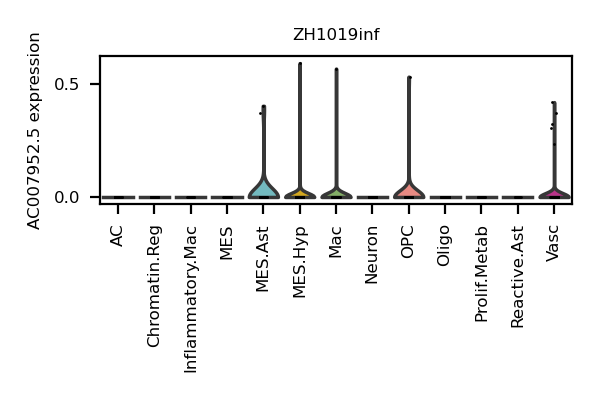 ZH1019inf
AC007952.5 expression
0.5
0.0
AC
Chromatin.Reg
Inflammatory.Mac
MES
MES.Ast
MES.Hyp
Mac
Neuron
OPC
Oligo
Prolif.Metab
Reactive.Ast
Vasc